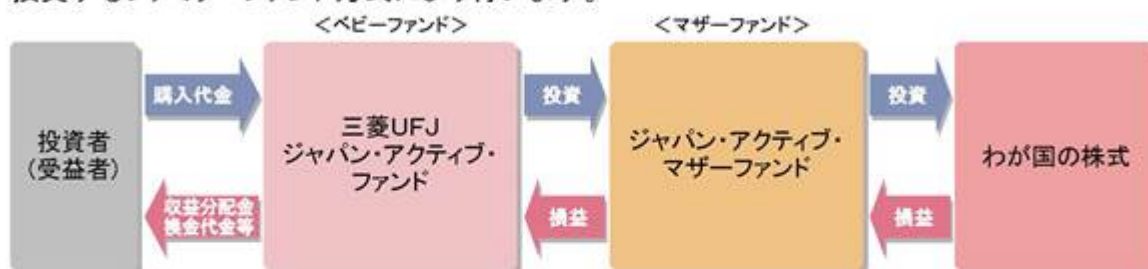 <ベビーファンド>
<マザーファンド>
投資者
(受益者)
購入代金
収益分配金
換金代金等
三菱UFJ
ジャパン・アクティブ・
ファンド
投資
損益
ジャパン・アクティブ・
マザーファンド
投資
損益
わが国の株式